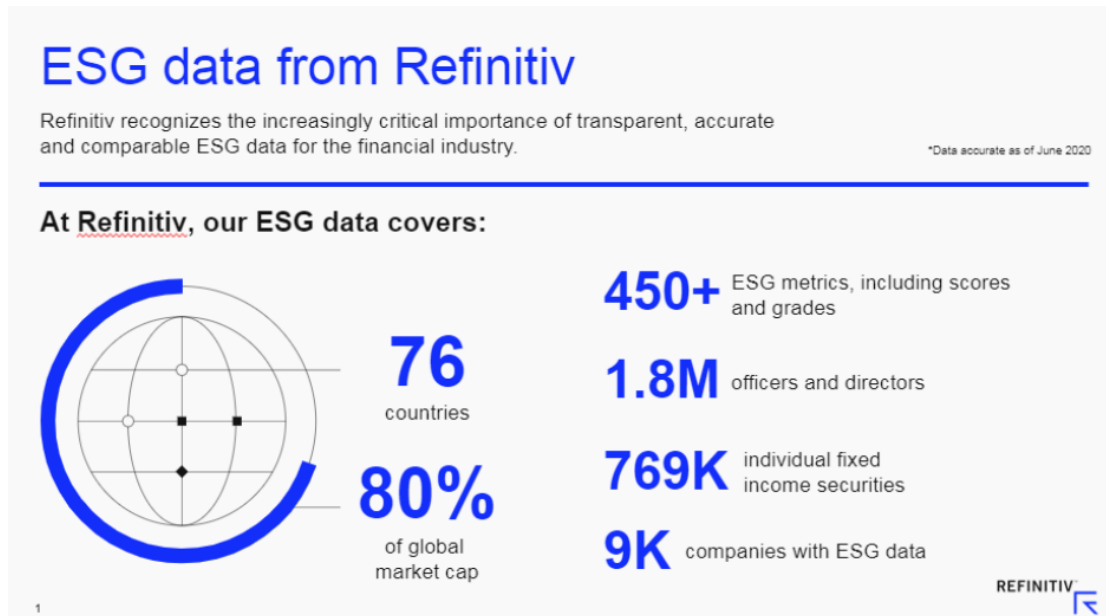 ESG data from Refinitiv
Refinitiv recognizes the increasingly critical importance of transparent, accurate
and comparable ESG data for the financial industry.
*Data accurate as of June 2020
At Refinitiv, our ESG data covers:
76
countries
80%
of global
market cap
450+ ESG metrics, including scores
and grades
1.8M officers and directors
769K individual fixed
income securities
9K companies with ESG data
REFINITIV
1